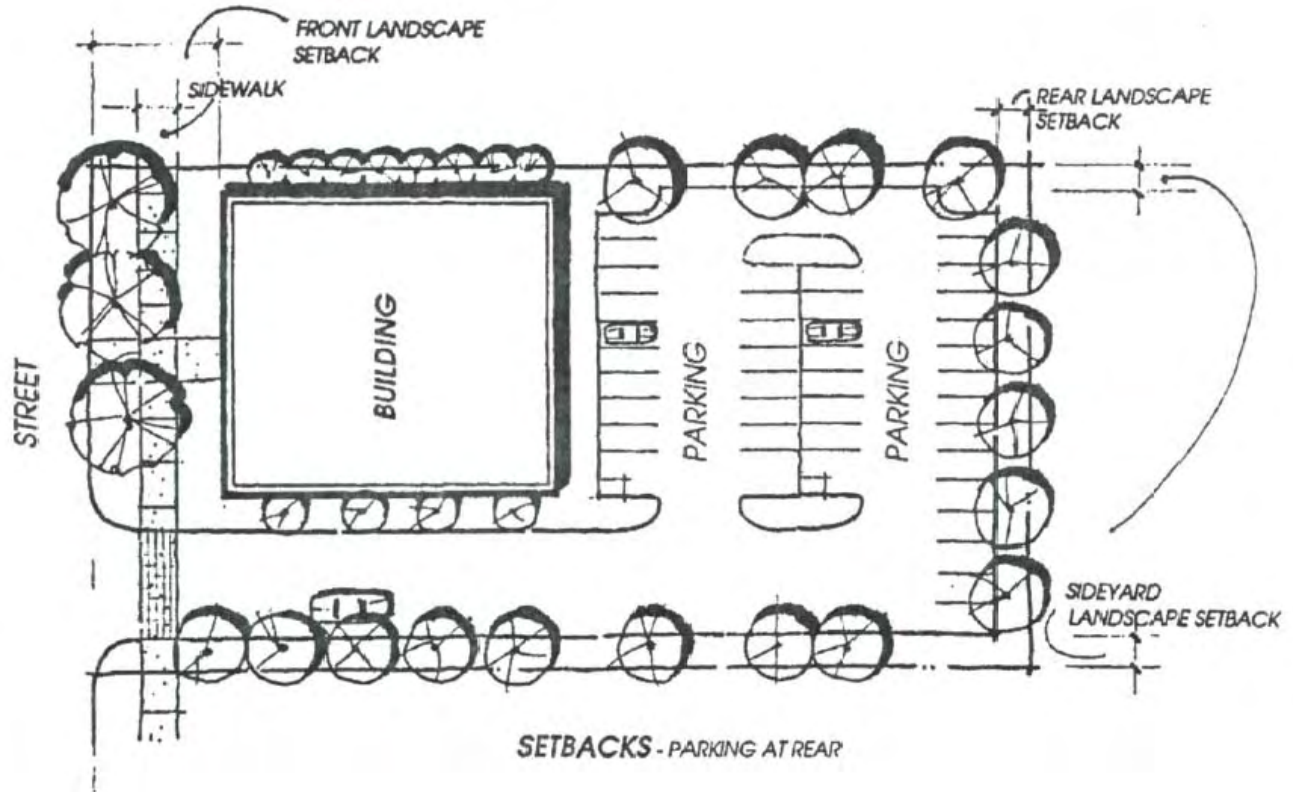 FRONT LANDSCAPE
SETBACK
SIDEWALK
REAR LANDSCAPE
SETBACK
STREET
BUILDING
PARKING
PARKING
SIDEYARD
LANDSCAPE SETBACK
SETBACKS - PARKING AT REAR